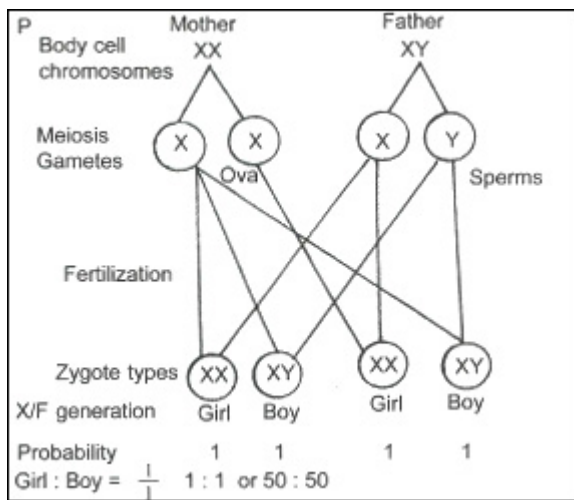 P Mother Father
Body cell chromosomes XX XY
Meiosis Gametes X X X Y
Ova Sperms
Fertilization
Zygote types XX XY XX XY
X/F generation Girl Boy Girl Boy
Probability 1 1 1 1
Girl : Boy = 1/1 1 : 1 or 50 : 50